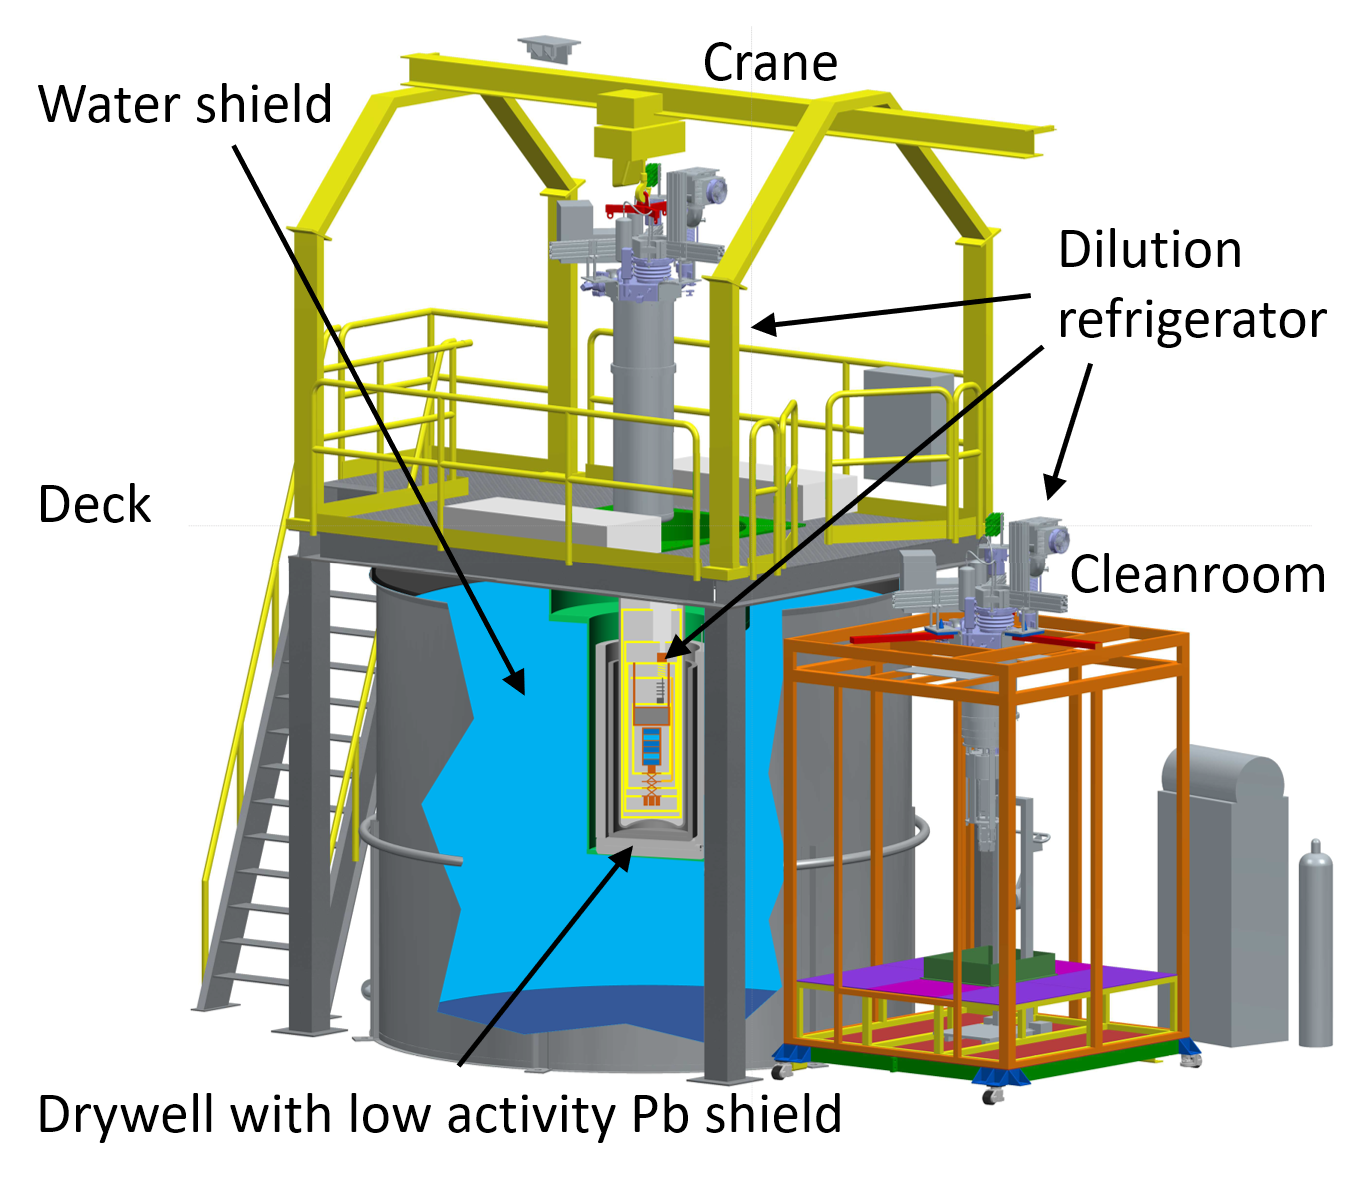 Crane
Water shield
Dilution
refrigerator
Deck
Cleanroom
Drywell with low activity Pb shield